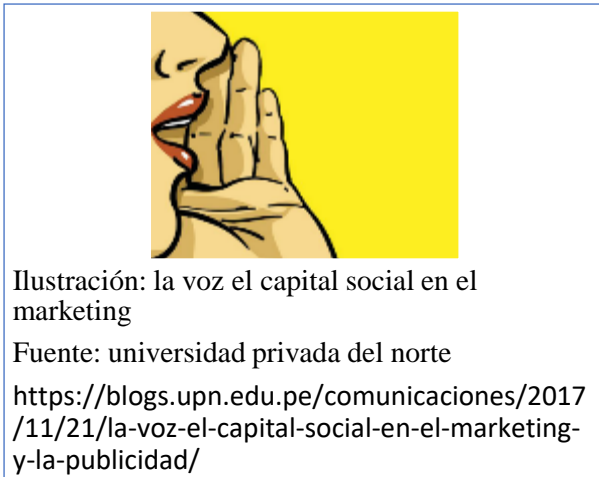 Ilustración: la voz el capital social en el
marketing
Fuente: universidad privada del norte
https://blogs.upn.edu.pe/comunicaciones/2017
/11/21/la-voz-el-capital-social-en-el-marketing-
y-la-publicidad/